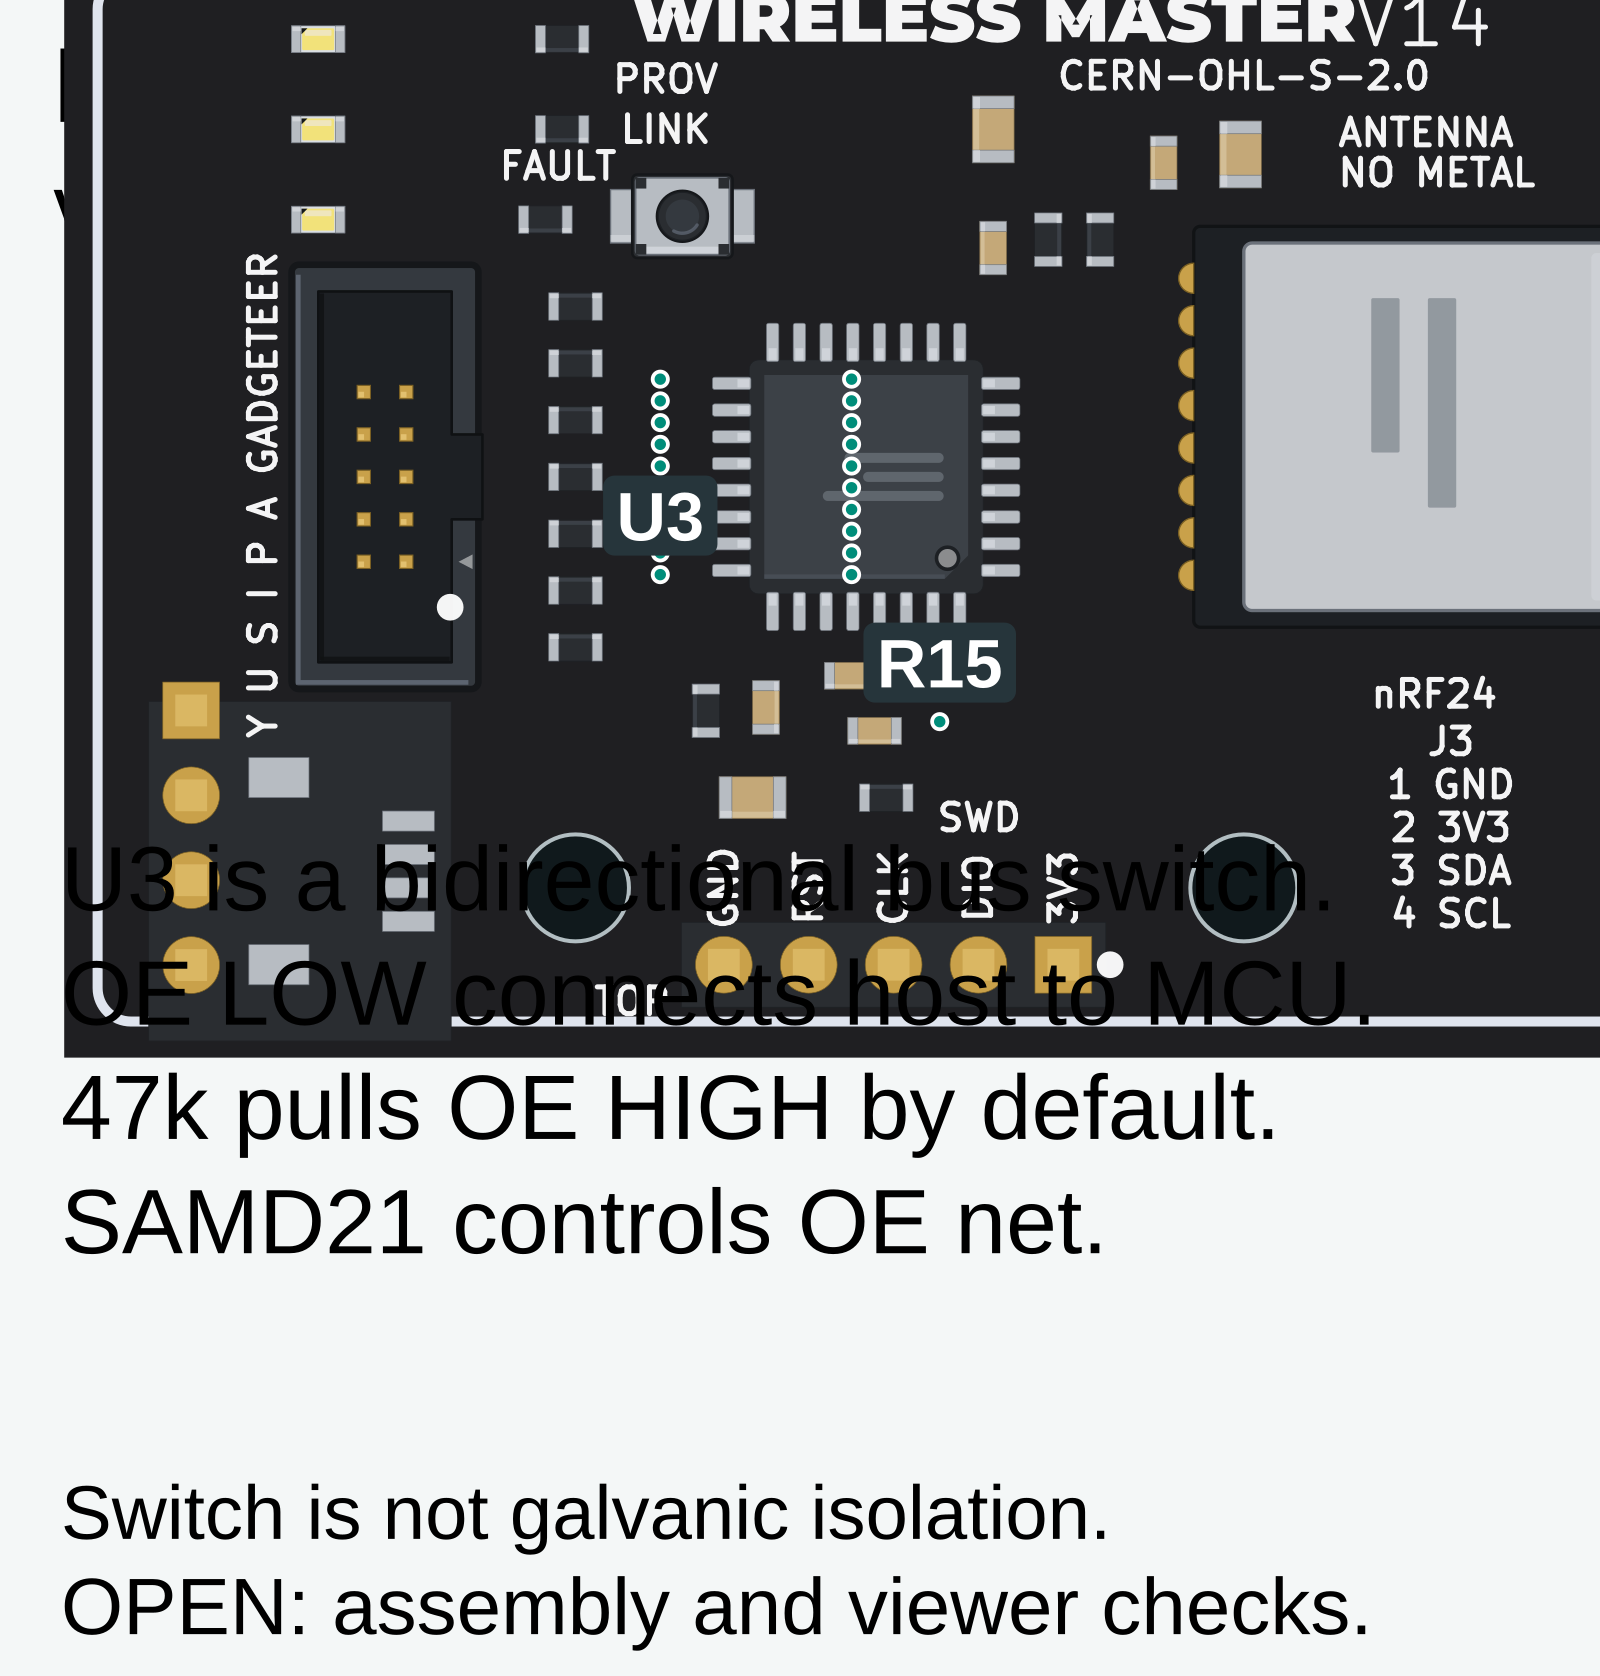 WIRELESS MASTERV14
CERN-OHL-S-2.0
PROV
LINK
FAULT
ANTENNA
NO METAL
YUSIPA GADGETEER
U3
R15
nRF24
J3
1 GND
2 3V3
3 SDA
4 SCL
SWD
GND
RST
CLK
DIO
3V3
U3 is a bidirectional bus switch.
OE LOW connects host to MCU.
TOP
47k pulls OE HIGH by default.
SAMD21 controls OE net.
Switch is not galvanic isolation.
OPEN: assembly and viewer checks.